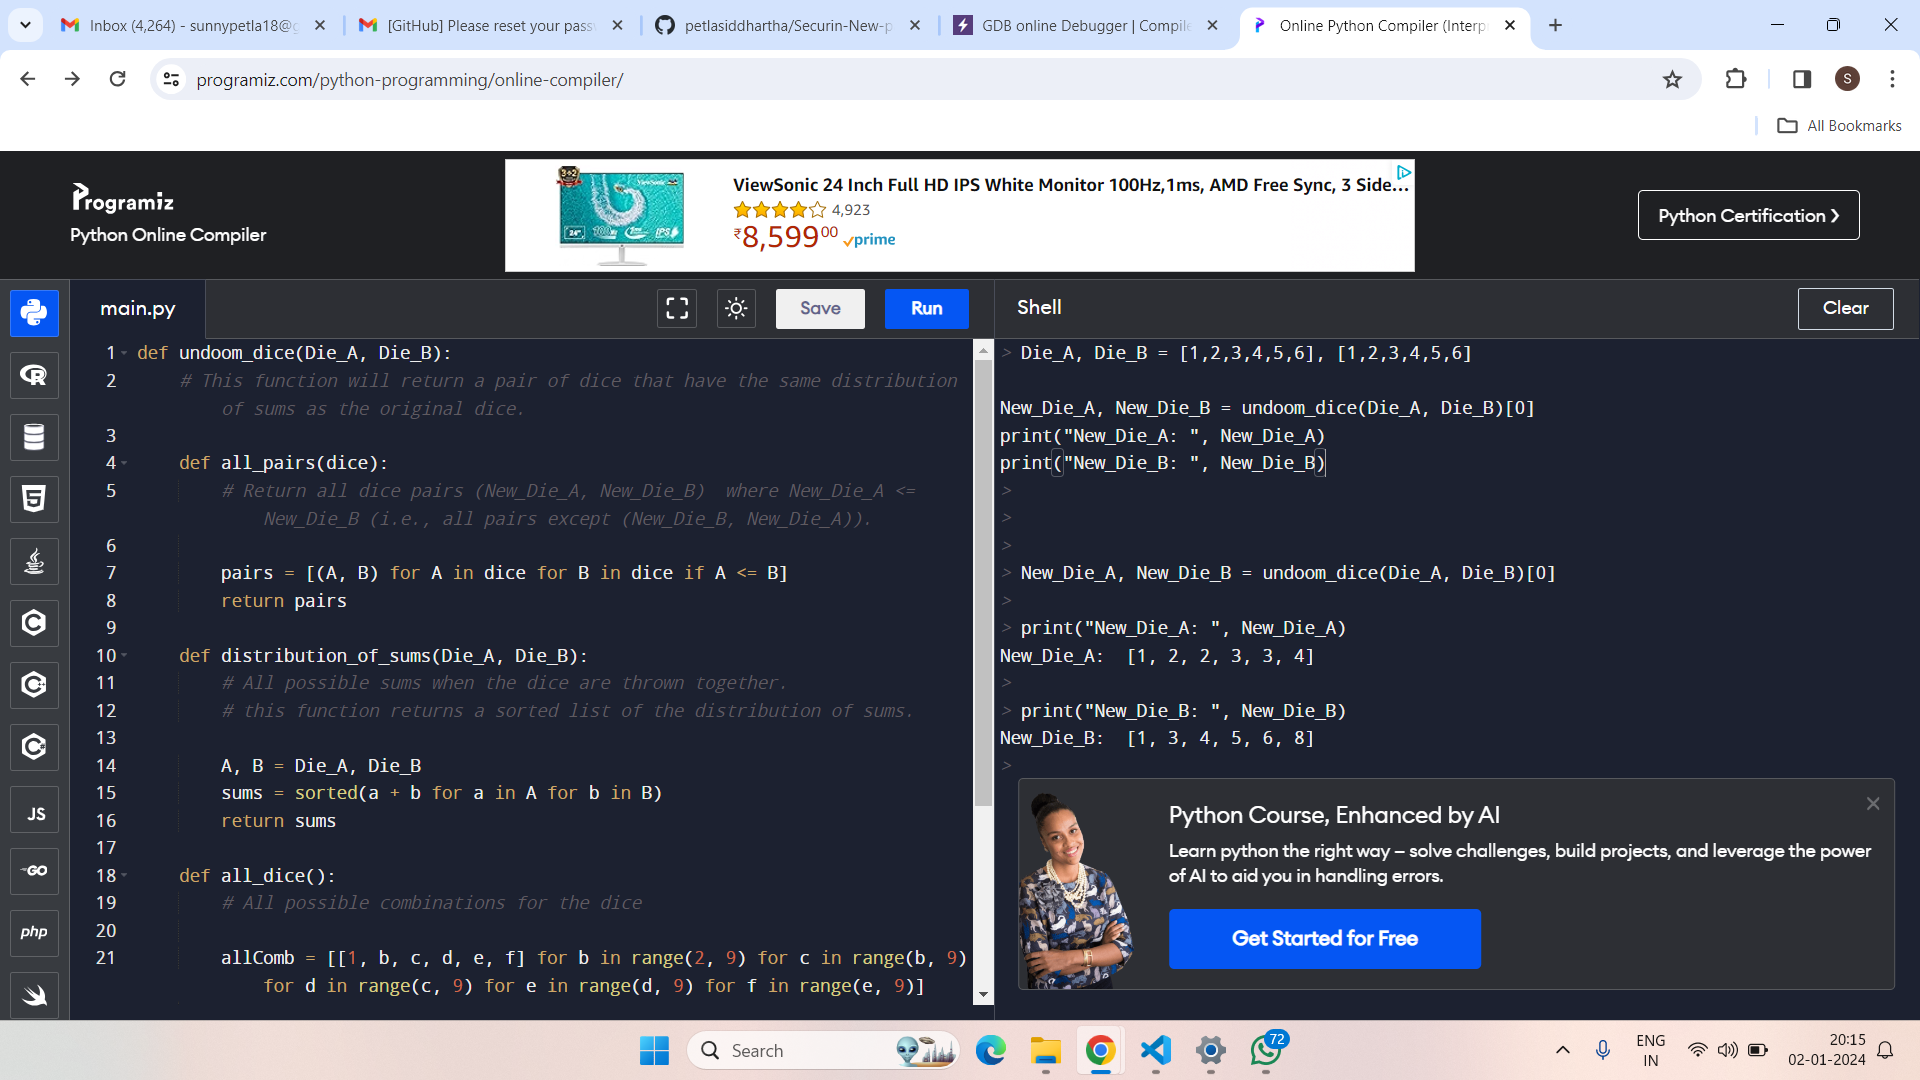 Inbox (4,264) - sunnypetla18@g
[GitHub] Please reset your passw
petlasiddhartha/Securin-New-p
GDB online Debugger | Compile
Online Python Compiler (Interp
programiz.com/python-programming/online-compiler/
S
All Bookmarks
Programiz
Python Online Compiler
3+2
24"
100Hz
1ms
IPS
ViewSonic 24 Inch Full HD IPS White Monitor 100Hz,1ms, AMD Free Sync, 3 Side...
4,923
₹8,59900 prime
Python Certification ❯
main.py
Save
Run
Shell
Clear
1 def undoom_dice(Die_A, Die_B):
2 # This function will return a pair of dice that have the same distribution
of sums as the original dice.
3
4 def all_pairs(dice):
5 # Return all dice pairs (New_Die_A, New_Die_B)  where New_Die_A <=
New_Die_B (i.e., all pairs except (New_Die_B, New_Die_A)).
6
7 pairs = [(A, B) for A in dice for B in dice if A <= B]
8 return pairs
9
10 def distribution_of_sums(Die_A, Die_B):
11 # All possible sums when the dice are thrown together.
12 # this function returns a sorted list of the distribution of sums.
13
14 A, B = Die_A, Die_B
15 sums = sorted(a + b for a in A for b in B)
16 return sums
17
18 def all_dice():
19 # All possible combinations for the dice
20
21 allComb = [[1, b, c, d, e, f] for b in range(2, 9) for c in range(b, 9)
for d in range(c, 9) for e in range(d, 9) for f in range(e, 9)]
> Die_A, Die_B = [1,2,3,4,5,6], [1,2,3,4,5,6]
New_Die_A, New_Die_B = undoom_dice(Die_A, Die_B)[0]
print("New_Die_A: ", New_Die_A)
print("New_Die_B: ", New_Die_B)
>
>
>
> New_Die_A, New_Die_B = undoom_dice(Die_A, Die_B)[0]
>
> print("New_Die_A: ", New_Die_A)
New_Die_A:  [1, 2, 2, 3, 3, 4]
>
> print("New_Die_B: ", New_Die_B)
New_Die_B:  [1, 3, 4, 5, 6, 8]
>
Python Course, Enhanced by AI
Learn python the right way – solve challenges, build projects, and leverage the power
of AI to aid you in handling errors.
Get Started for Free
R
5
C
C++
C#
JS
GO
php
Search
72
ENG
IN
20:15
02-01-2024